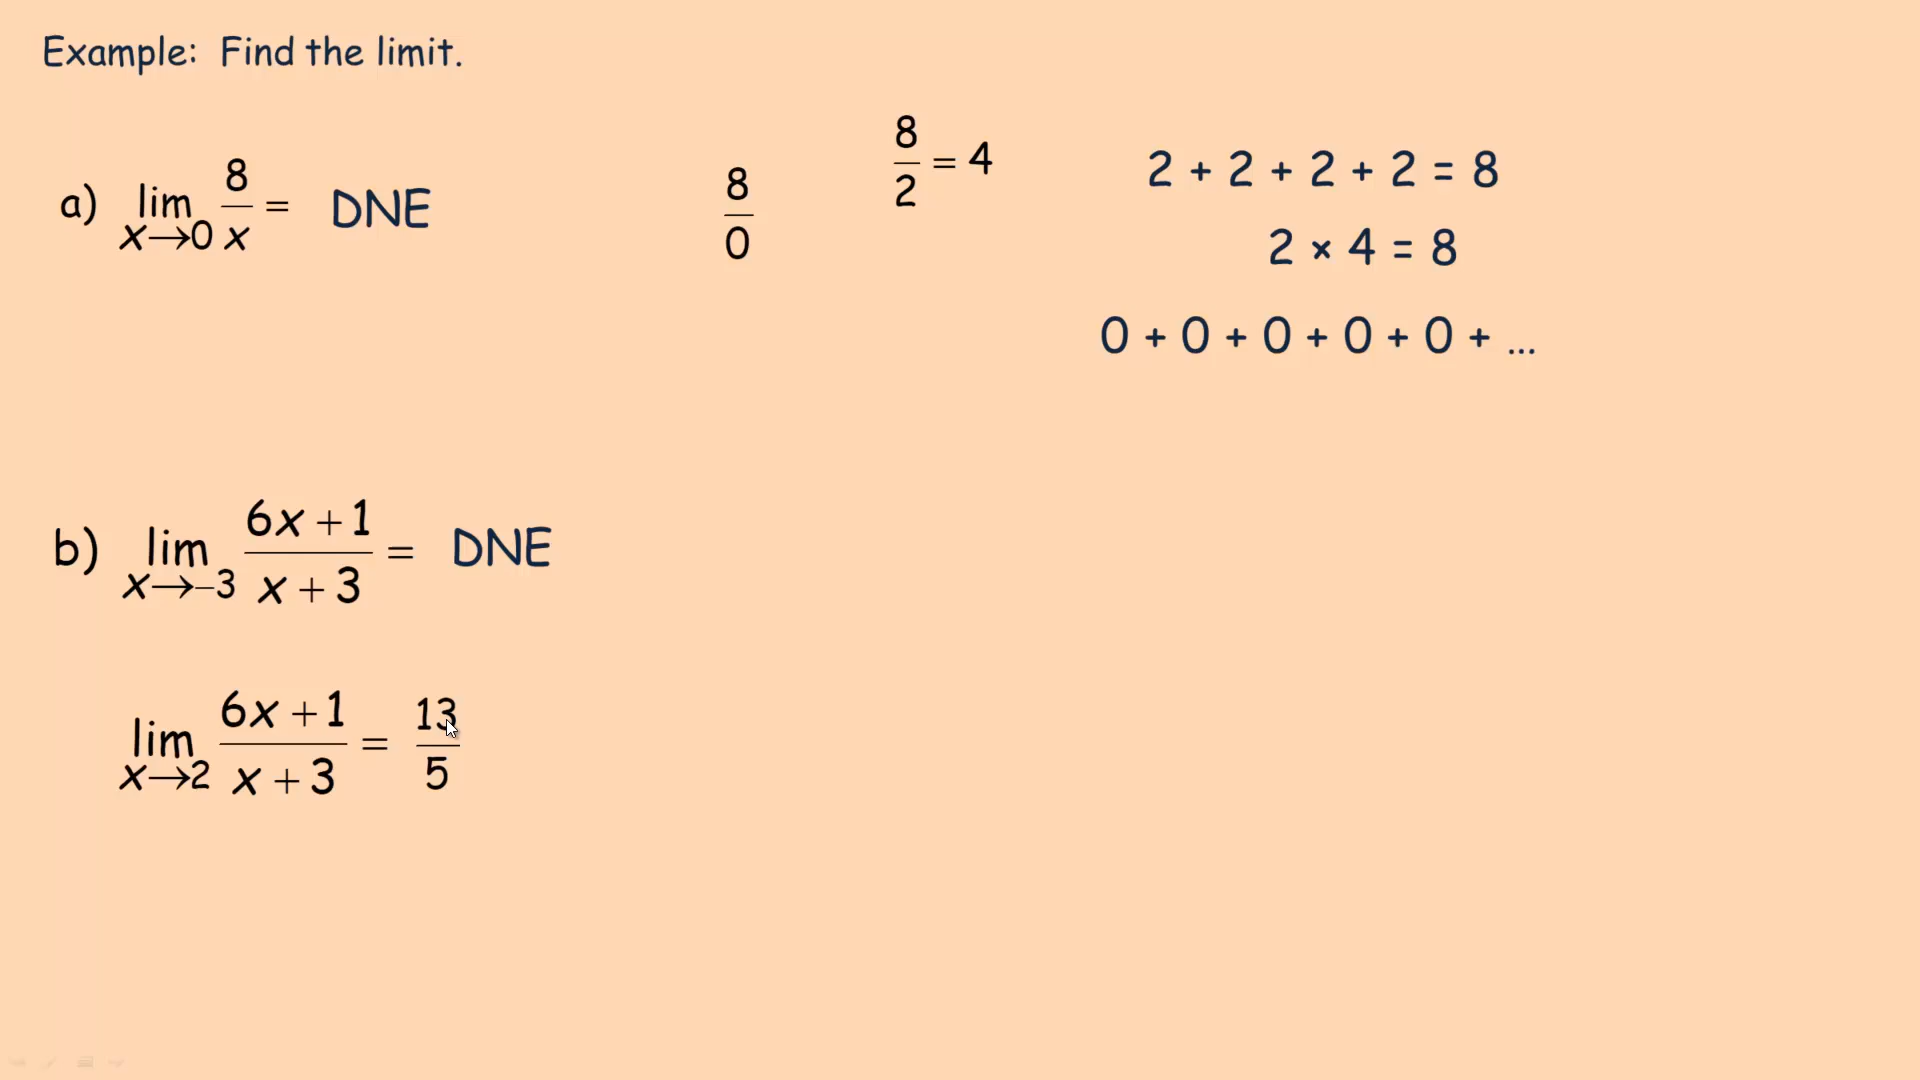 Example: Find the limit.
a) lim x→0 8/x = DNE
8/0
8/2 = 4
2 + 2 + 2 + 2 = 8
2 × 4 = 8
0 + 0 + 0 + 0 + 0 + ...
b) lim x→−3 (6x + 1)/(x + 3) = DNE
lim x→2 (6x + 1)/(x + 3) = 13/5